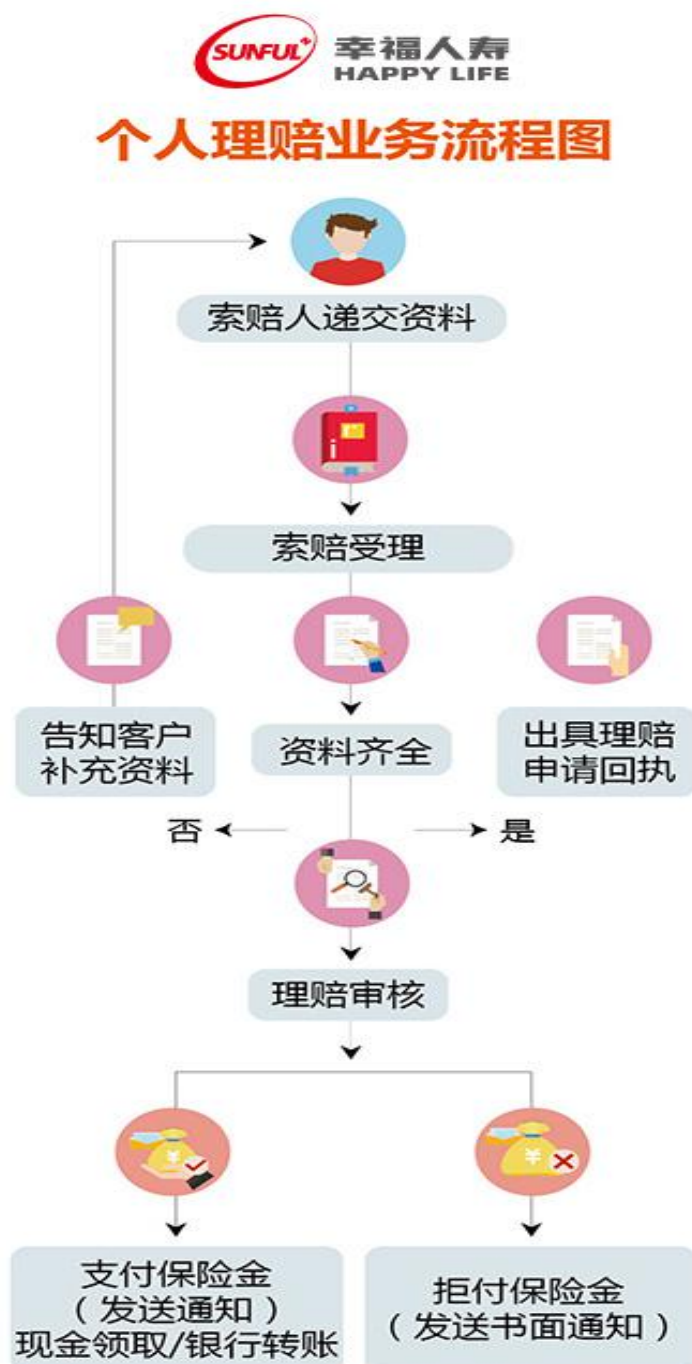 SUNFUL
幸福人寿
HAPPY LIFE
个人理赔业务流程图
索赔人递交资料
索赔受理
告知客户
补充资料
资料齐全
出具理赔
申请回执
否
是
理赔审核
支付保险金
（发送通知）
现金领取/银行转账
拒付保险金
（发送书面通知）